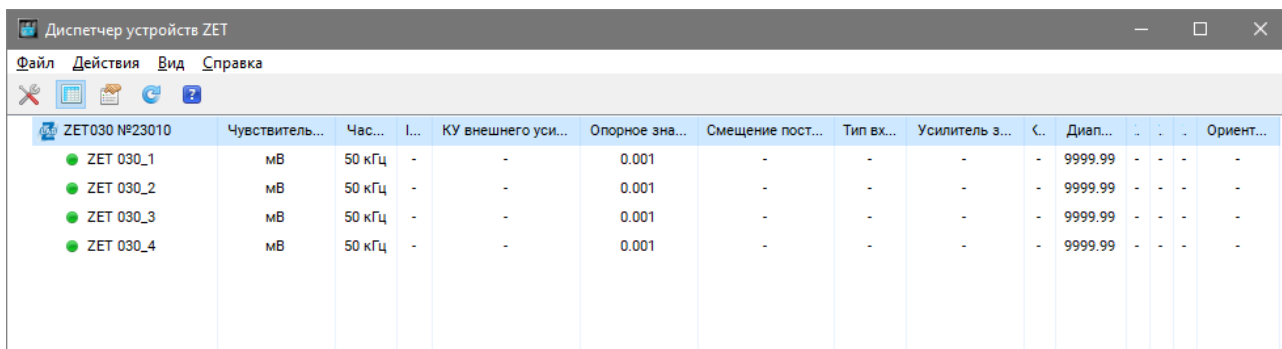 Диспетчер устройств ZET
Файл Действия Вид Справка
ZET030 №23010 Чувствитель... Час... I... КУ внешнего уси... Опорное зна... Смещение пост... Тип вх... Усилитель з... Диап... Ориент...
ZET 030_1 мВ 50 кГц - - 0.001 - - - - 9999.99 - - - -
ZET 030_2 мВ 50 кГц - - 0.001 - - - - 9999.99 - - - -
ZET 030_3 мВ 50 кГц - - 0.001 - - - - 9999.99 - - - -
ZET 030_4 мВ 50 кГц - - 0.001 - - - - 9999.99 - - - -